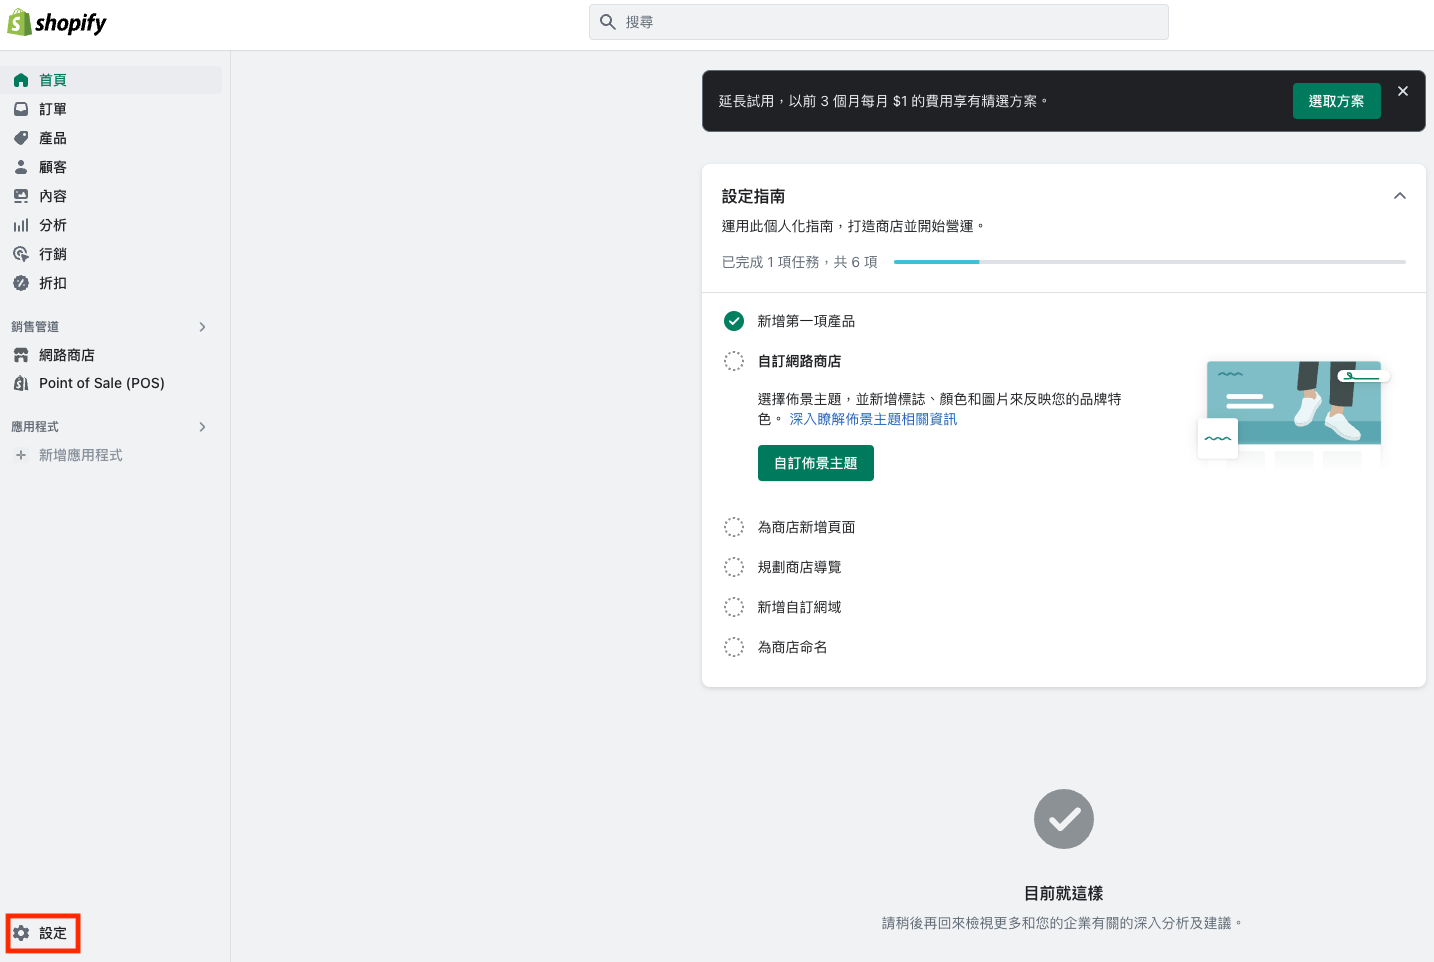 shopify
搜尋
首頁
訂單
產品
顧客
內容
分析
行銷
折扣
銷售管道
網路商店
Point of Sale (POS)
應用程式
新增應用程式
設定
延長試用，以前 3 個月每月 $1 的費用享有精選方案。
選取方案
設定指南
運用此個人化指南，打造商店並開始營運。
已完成 1 項任務，共 6 項
新增第一項產品
自訂網路商店
選擇佈景主題，並新增標誌、顏色和圖片來反映您的品牌特
色。 深入瞭解佈景主題相關資訊
自訂佈景主題
為商店新增頁面
規劃商店導覽
新增自訂網域
為商店命名
目前就這樣
請稍後再回來檢視更多和您的企業有關的深入分析及建議。